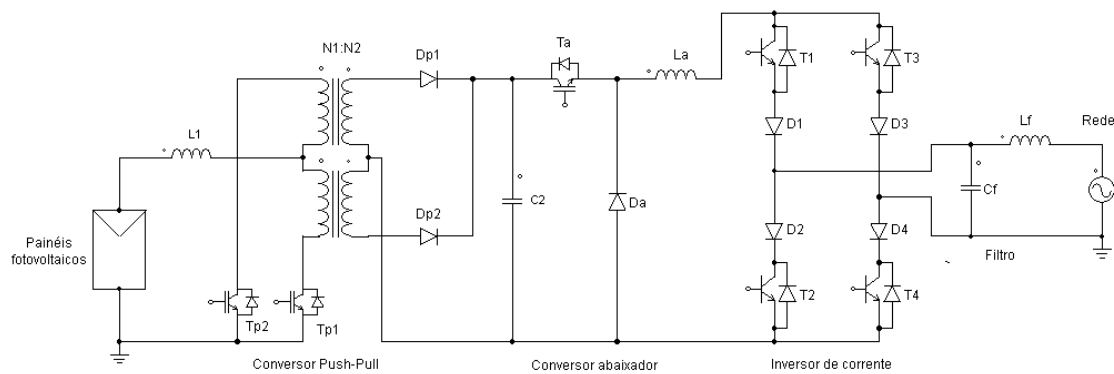 N1:N2
Dp1
Ta
La
T1
T3
L1
D1
D3
Lf
Rede
C2
Da
Cf
Painéis
fotovoltaicos
Dp2
D2
D4
Filtro
Tp2
Tp1
T2
T4
Conversor Push-Pull
Conversor abaixador
Inversor de corrente